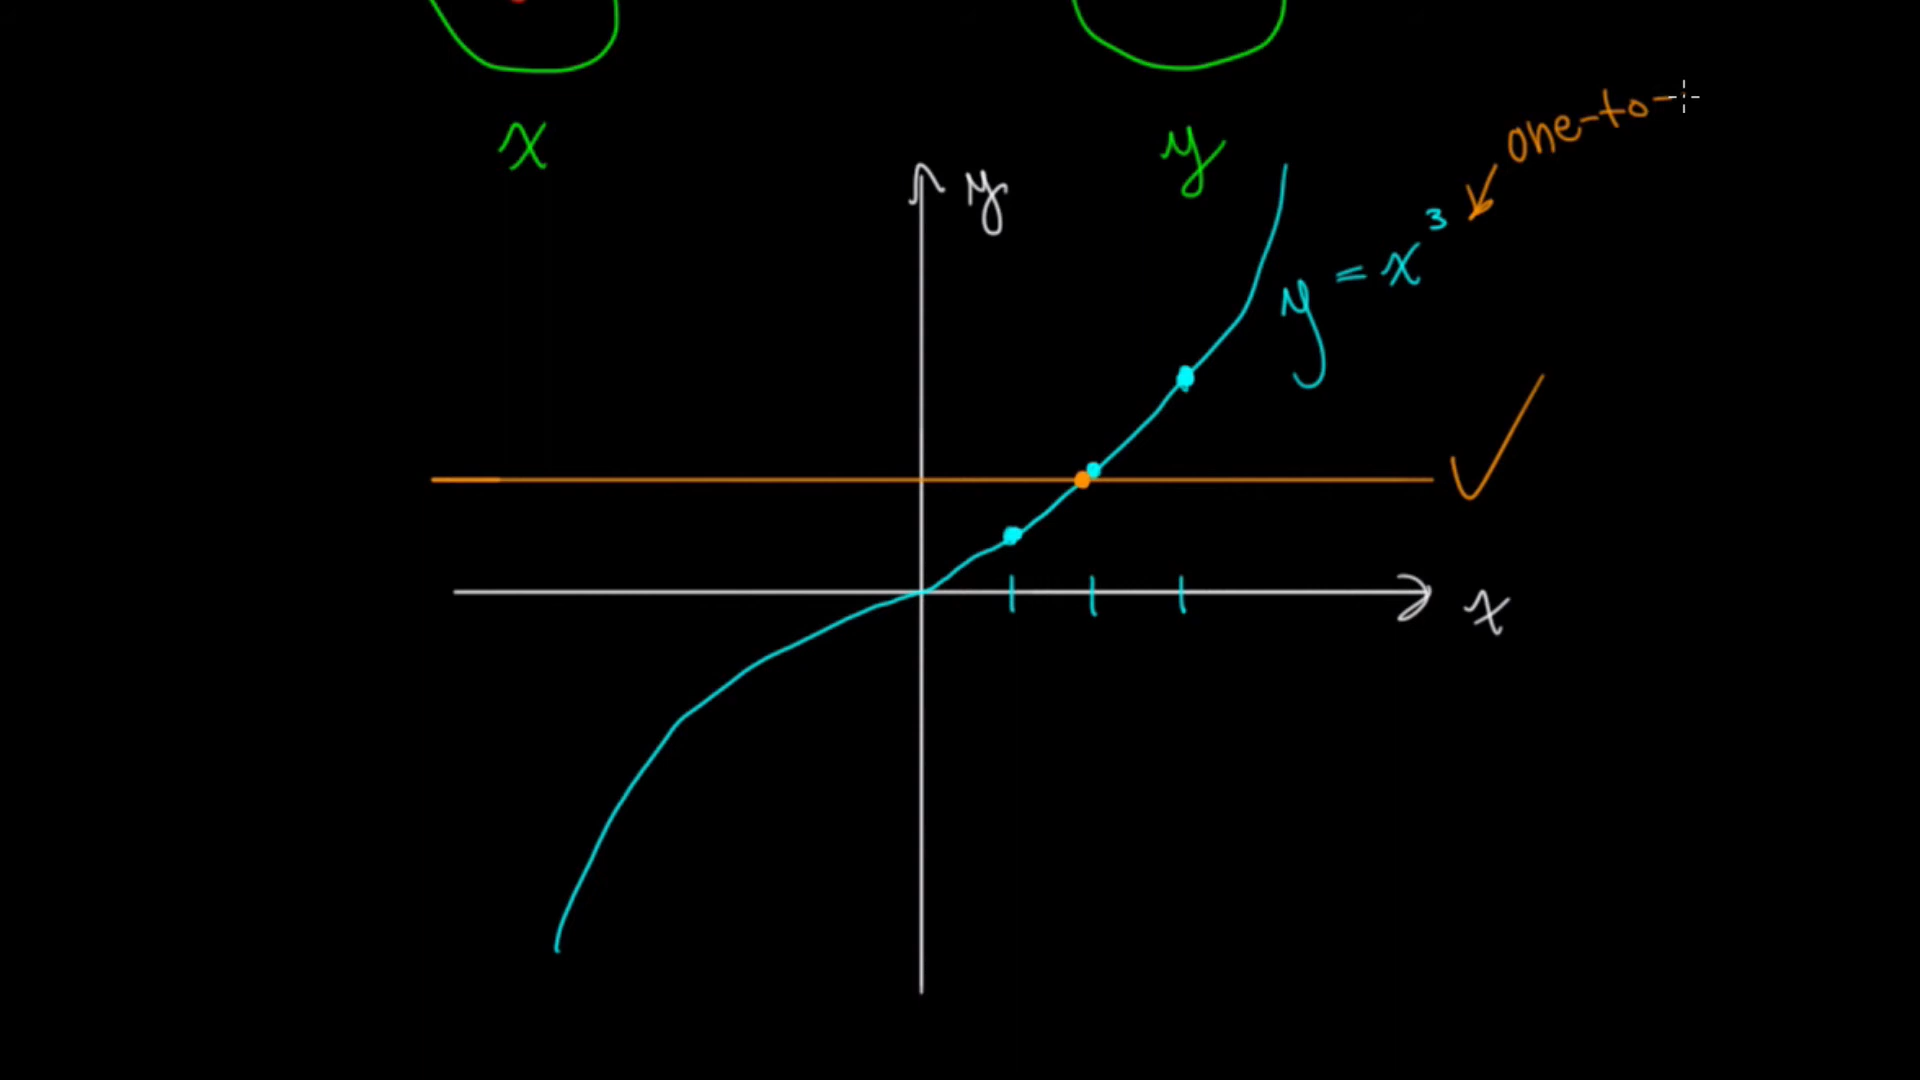 x
y
one-to-
y
y = x³
x